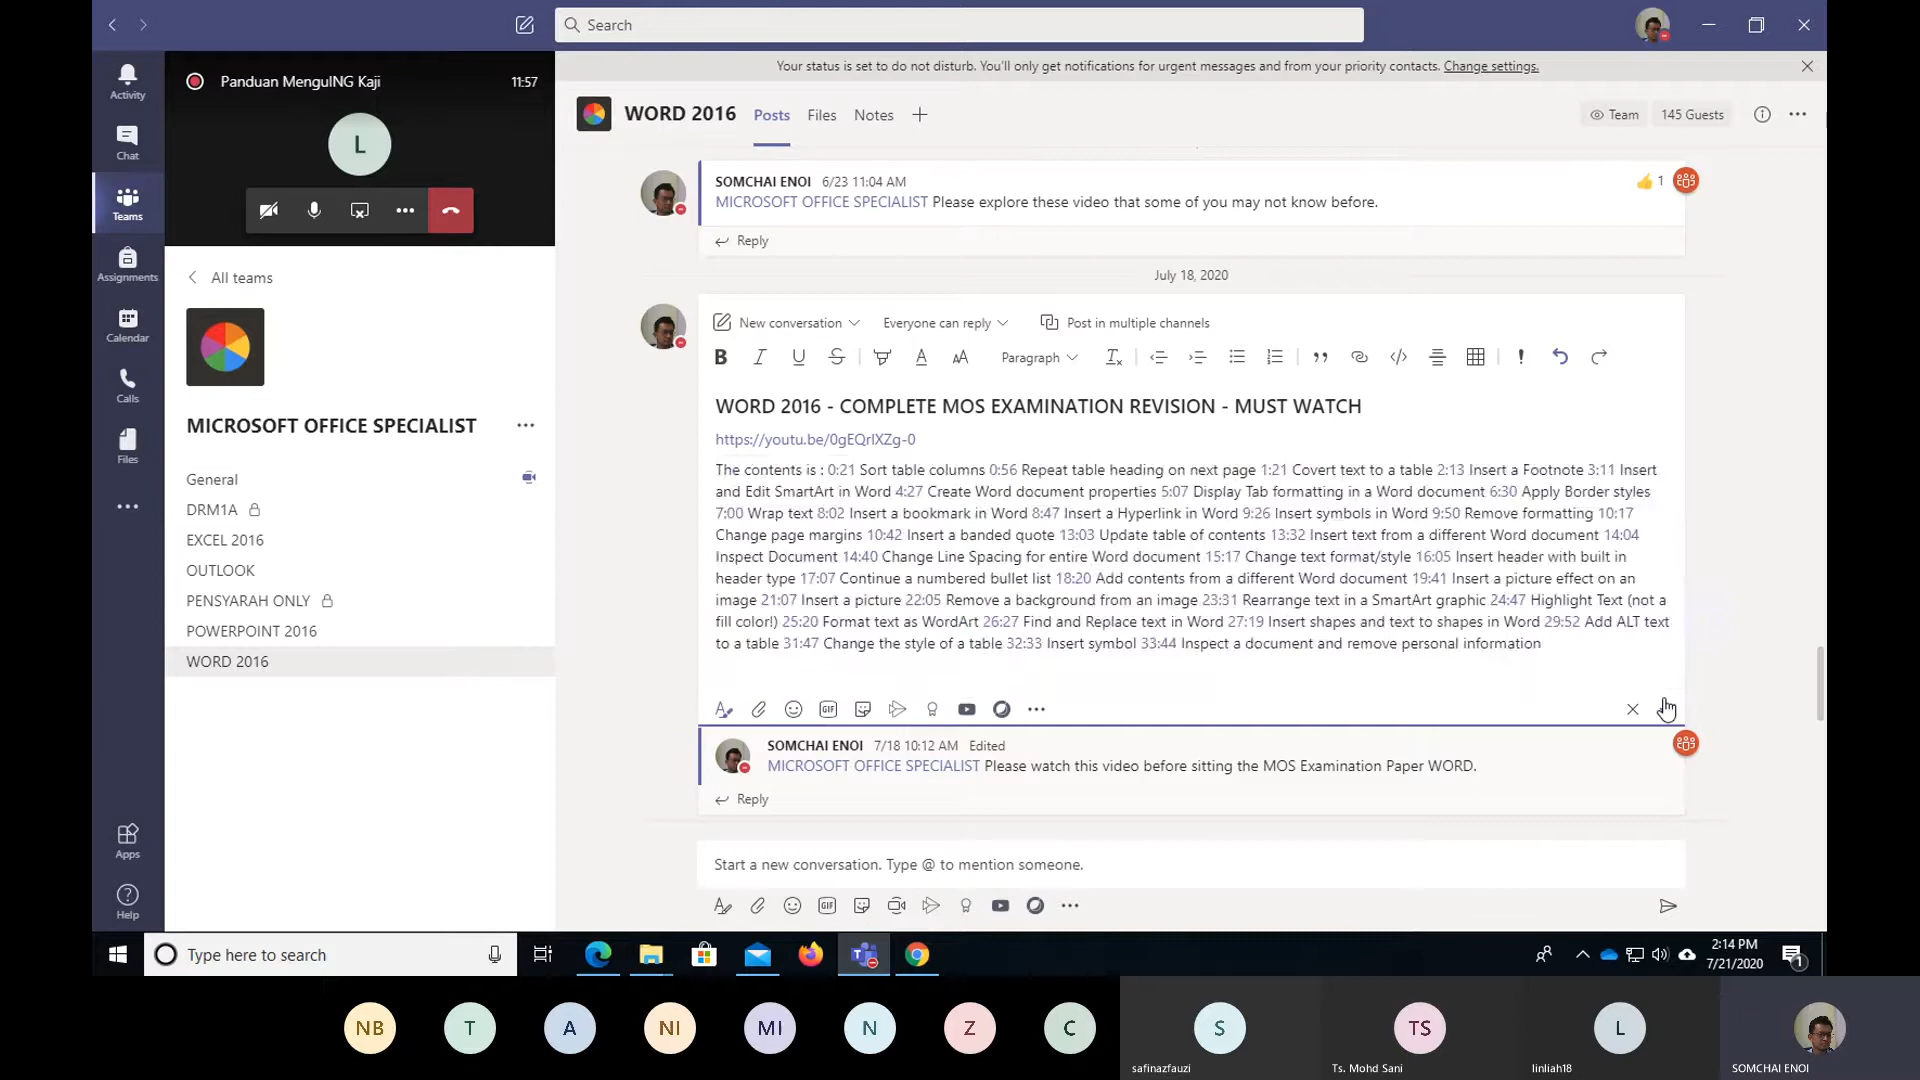 Search
Your status is set to do not disturb. You'll only get notifications for urgent messages and from your priority contacts. Change settings.
Activity
Chat
Teams
Assignments
Calendar
Calls
Files
Apps
Help
Panduan MenguING Kaji
11:57
L
All teams
MICROSOFT OFFICE SPECIALIST
General
DRM1A
EXCEL 2016
OUTLOOK
PENSYARAH ONLY
POWERPOINT 2016
WORD 2016
WORD 2016 Posts Files Notes
Team 145 Guests
SOMCHAI ENOI 6/23 11:04 AM
1
MICROSOFT OFFICE SPECIALIST Please explore these video that some of you may not know before.
Reply
July 18, 2020
New conversation Everyone can reply Post in multiple channels
B I U S A AA Paragraph
WORD 2016 - COMPLETE MOS EXAMINATION REVISION - MUST WATCH
https://youtu.be/0gEQrlXZg-0
The contents is : 0:21 Sort table columns 0:56 Repeat table heading on next page 1:21 Covert text to a table 2:13 Insert a Footnote 3:11 Insert
and Edit SmartArt in Word 4:27 Create Word document properties 5:07 Display Tab formatting in a Word document 6:30 Apply Border styles
7:00 Wrap text 8:02 Insert a bookmark in Word 8:47 Insert a Hyperlink in Word 9:26 Insert symbols in Word 9:50 Remove formatting 10:17
Change page margins 10:42 Insert a banded quote 13:03 Update table of contents 13:32 Insert text from a different Word document 14:04
Inspect Document 14:40 Change Line Spacing for entire Word document 15:17 Change text format/style 16:05 Insert header with built in
header type 17:07 Continue a numbered bullet list 18:20 Add contents from a different Word document 19:41 Insert a picture effect on an
image 21:07 Insert a picture 22:05 Remove a background from an image 23:31 Rearrange text in a SmartArt graphic 24:47 Highlight Text (not a
fill color!) 25:20 Format text as WordArt 26:27 Find and Replace text in Word 27:19 Insert shapes and text to shapes in Word 29:52 Add ALT text
to a table 31:47 Change the style of a table 32:33 Insert symbol 33:44 Inspect a document and remove personal information
GIF
SOMCHAI ENOI 7/18 10:12 AM Edited
MICROSOFT OFFICE SPECIALIST Please watch this video before sitting the MOS Examination Paper WORD.
Reply
Start a new conversation. Type @ to mention someone.
GIF
Type here to search
2:14 PM
7/21/2020
1
NB T A NI MI N Z C S TS L
safinazfauzi
Ts. Mohd Sani
linliah18
SOMCHAI ENOI